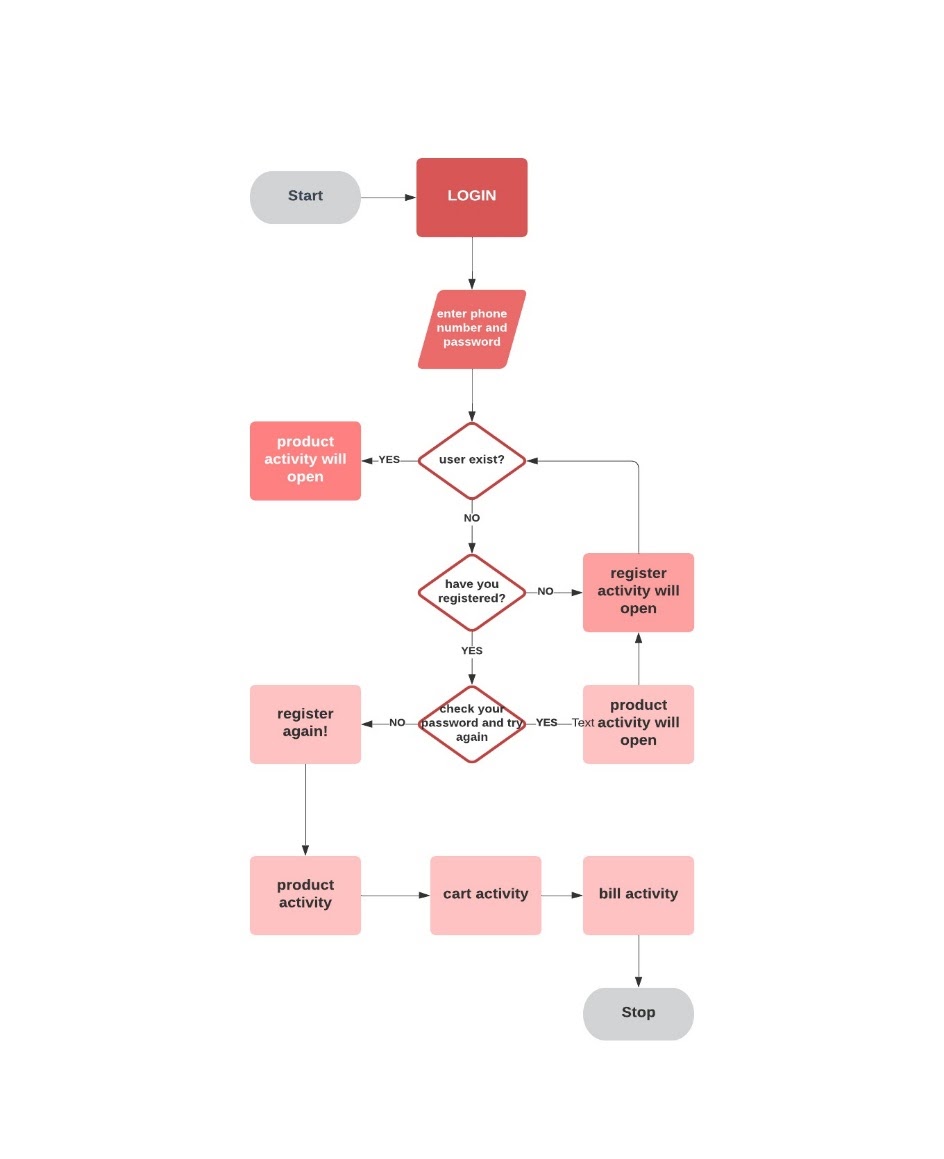 Start
LOGIN
enter phone
number and
password
product
activity will
open
YES
user exist?
NO
have you
registered?
NO
register
activity will
open
YES
register
again!
NO
check your
password and try
again
YES
Text
product
activity will
open
product
activity
cart activity
bill activity
Stop